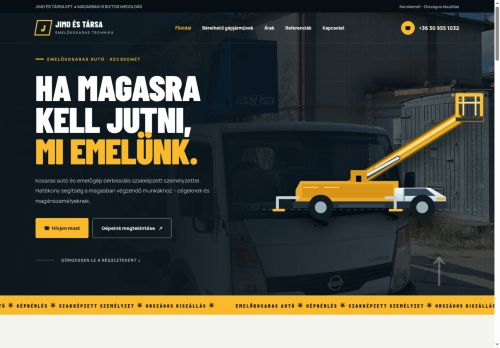 JIMO ÉS TÁRSA KFT. ● MAGASBAN IS BIZTOS MEGOLDÁS
Kecskemét · Országos kiszállás
J
JIMO ÉS TÁRSA
EMELŐKOSARAS TECHNIKA
Főoldal
Bérelhető gépjárművek
Árak
Referenciák
Kapcsolat
☎ +36 30 955 1032
EMELŐKOSARAS AUTÓ · KECSKEMÉT
HA MAGASRA
KELL JUTNI,
MI EMELÜNK.
Kosaras autó és emelőgép bérbeadás szakképzett személyzettel.
Hatékony segítség a magasban végzendő munkákhoz – cégeknek és
magánszemélyeknek.
☎ Hívjon most
Gépeink megtekintése ↗
GÖRGESSEN LE A RÉSZLETEKÉRT ↓
TÓ ✳ GÉPBÉRLÉS ✳ SZAKKÉPZETT SZEMÉLYZET ✳ ORSZÁGOS KISZÁLLÁS ✳ EMELŐKOSARAS AUTÓ ✳ GÉPBÉRLÉS ✳ SZAKKÉPZETT SZEMÉLYZET ✳ ORSZÁGOS KISZÁLLÁS